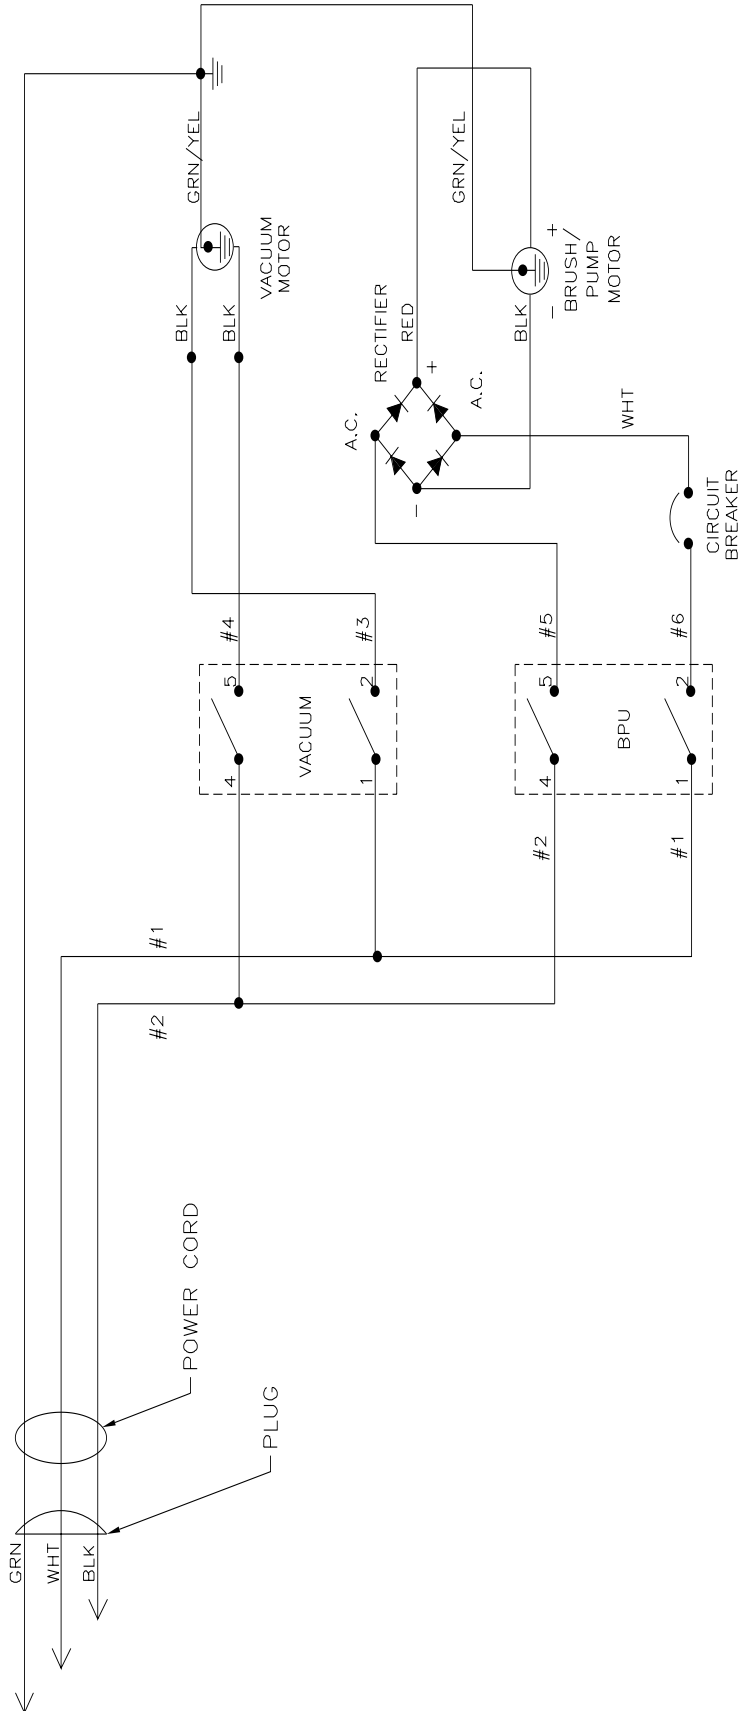 GRN
WHT
BLK
PLUG
POWER CORD
#1
#2
VACUUM
4
5
1
2
#4
#3
BPU
4
5
1
2
#2
#1
#5
#6
BLK
BLK
GRN/YEL
VACUUM
MOTOR
A.C.
A.C.
RECTIFIER
RED
+
–
GRN/YEL
BLK
–
+
BRUSH/
PUMP
MOTOR
WHT
CIRCUIT
BREAKER